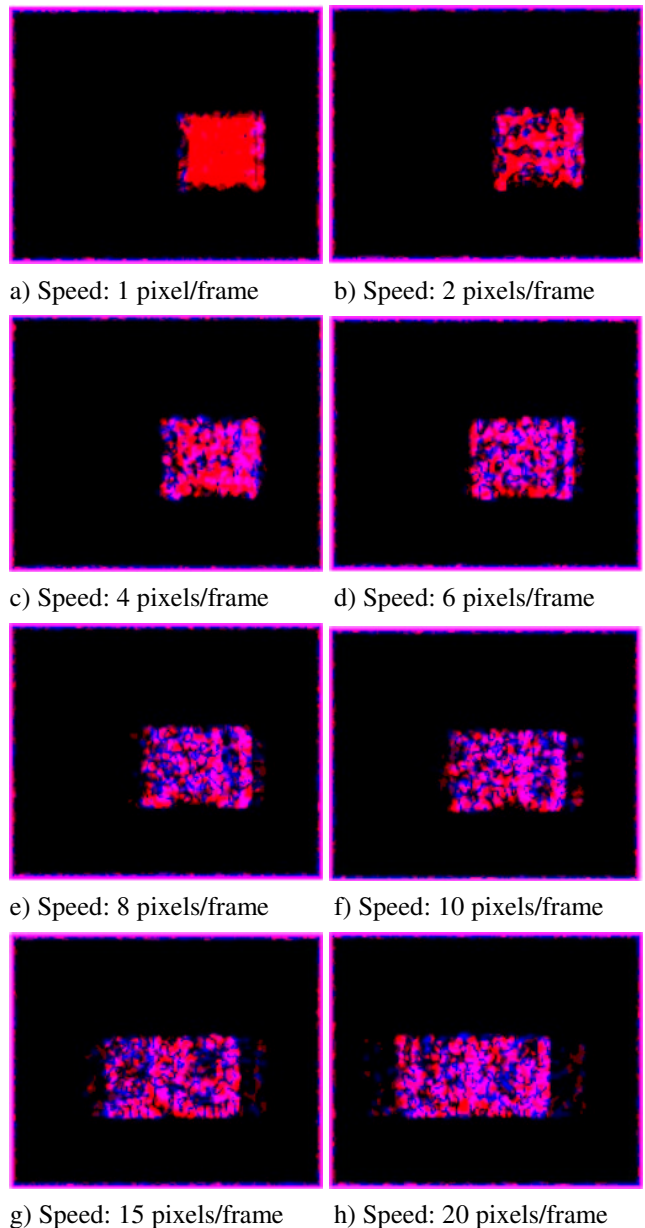 a) Speed: 1 pixel/frame
b) Speed: 2 pixels/frame
c) Speed: 4 pixels/frame
d) Speed: 6 pixels/frame
e) Speed: 8 pixels/frame
f) Speed: 10 pixels/frame
g) Speed: 15 pixels/frame
h) Speed: 20 pixels/frame